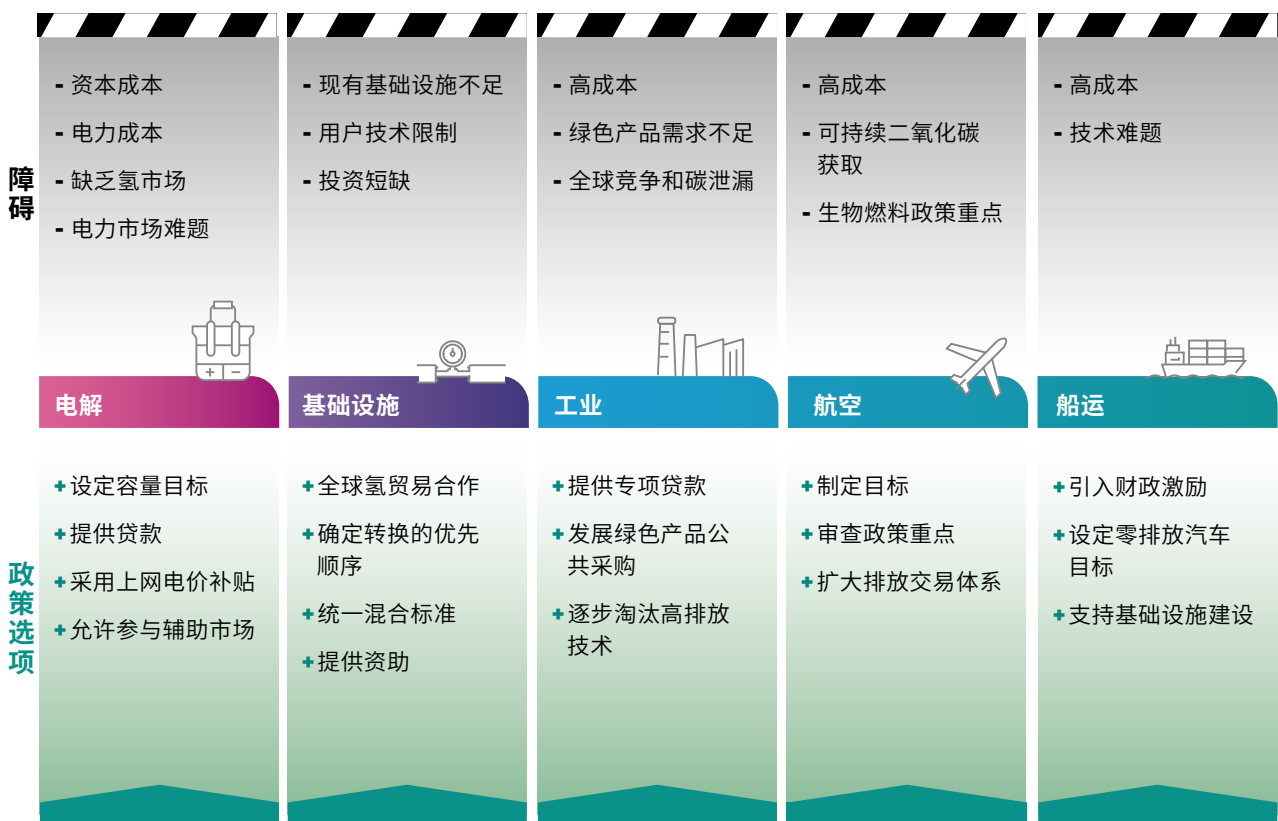 障碍
- 资本成本
- 电力成本
- 缺乏氢市场
- 电力市场难题
电解
- 现有基础设施不足
- 用户技术限制
- 投资短缺
基础设施
- 高成本
- 绿色产品需求不足
- 全球竞争和碳泄漏
工业
- 高成本
- 可持续二氧化碳
获取
- 生物燃料政策重点
航空
- 高成本
- 技术难题
船运
政策选项
+设定容量目标
+提供贷款
+采用上网电价补贴
+允许参与辅助市场
+全球氢贸易合作
+确定转换的优先
顺序
+统一混合标准
+提供资助
+提供专项贷款
+发展绿色产品公
共采购
+逐步淘汰高排放
技术
+制定目标
+审查政策重点
+扩大排放交易体系
+引入财政激励
+设定零排放汽车
目标
+支持基础设施建设